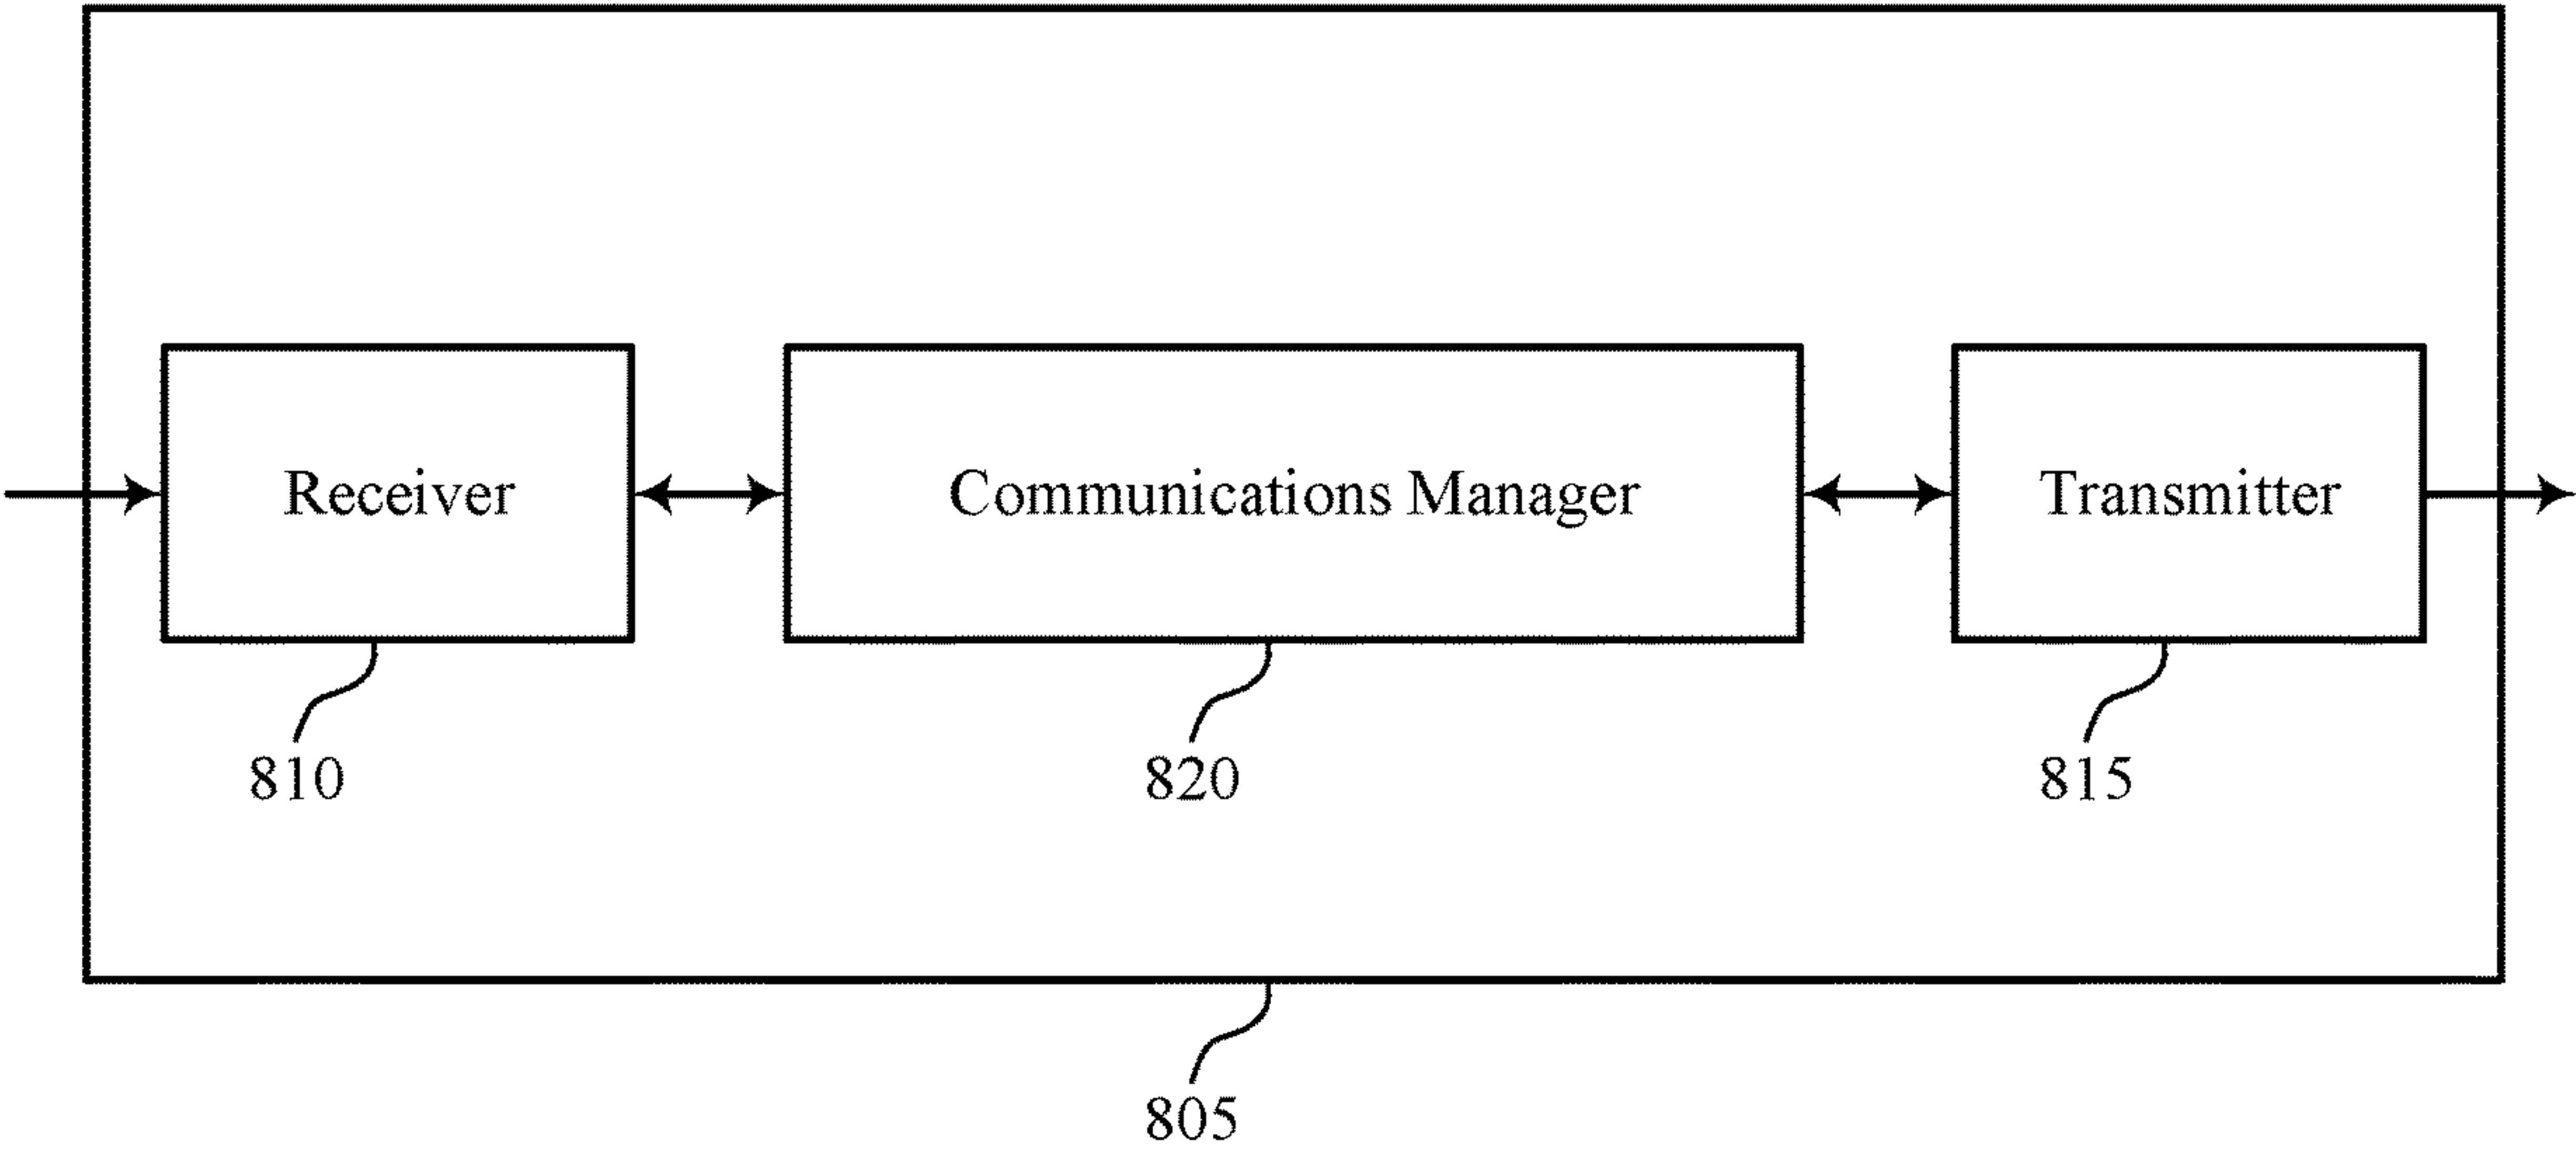 Receiver
Communications Manager
Transmitter
810
820
815
805